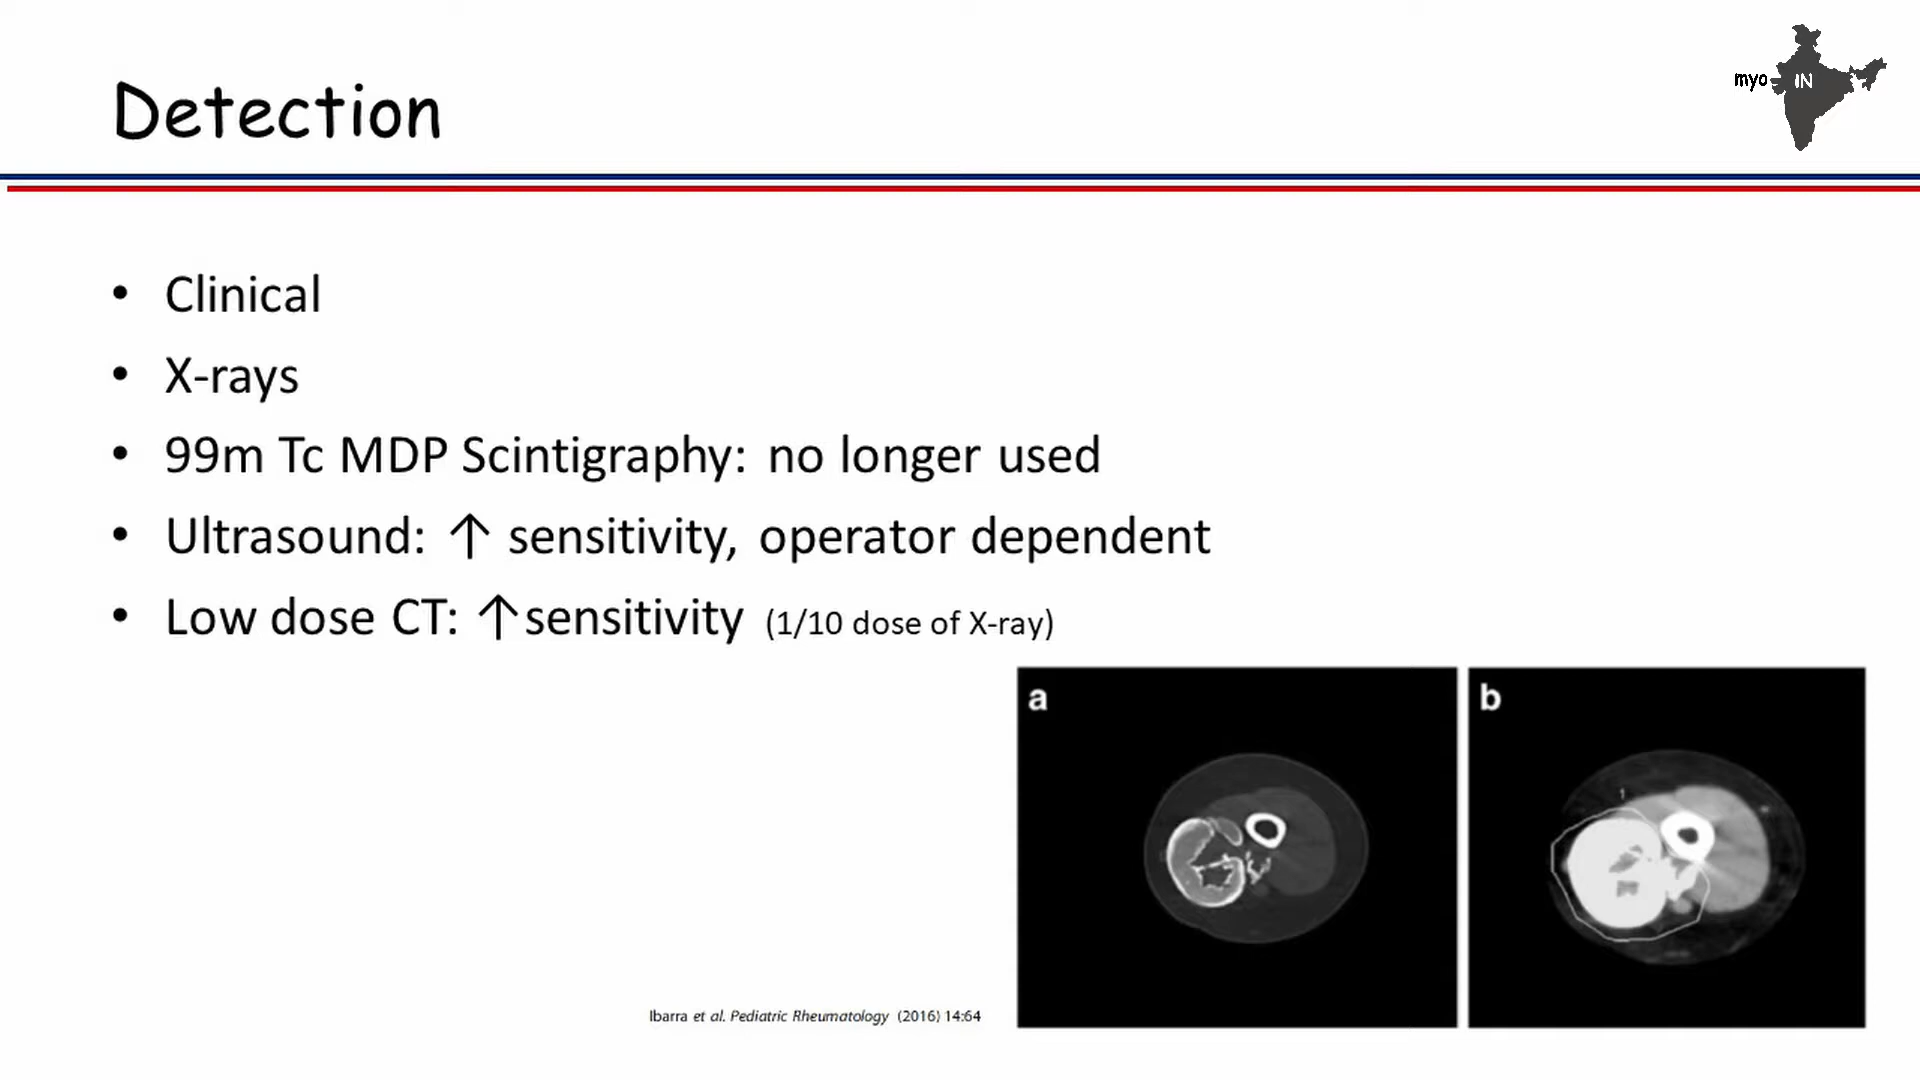 Detection
myo IN
• Clinical
• X-rays
• 99m Tc MDP Scintigraphy: no longer used
• Ultrasound: ↑ sensitivity, operator dependent
• Low dose CT: ↑sensitivity (1/10 dose of X-ray)
a
b
1
Ibarra et al. Pediatric Rheumatology (2016) 14:64